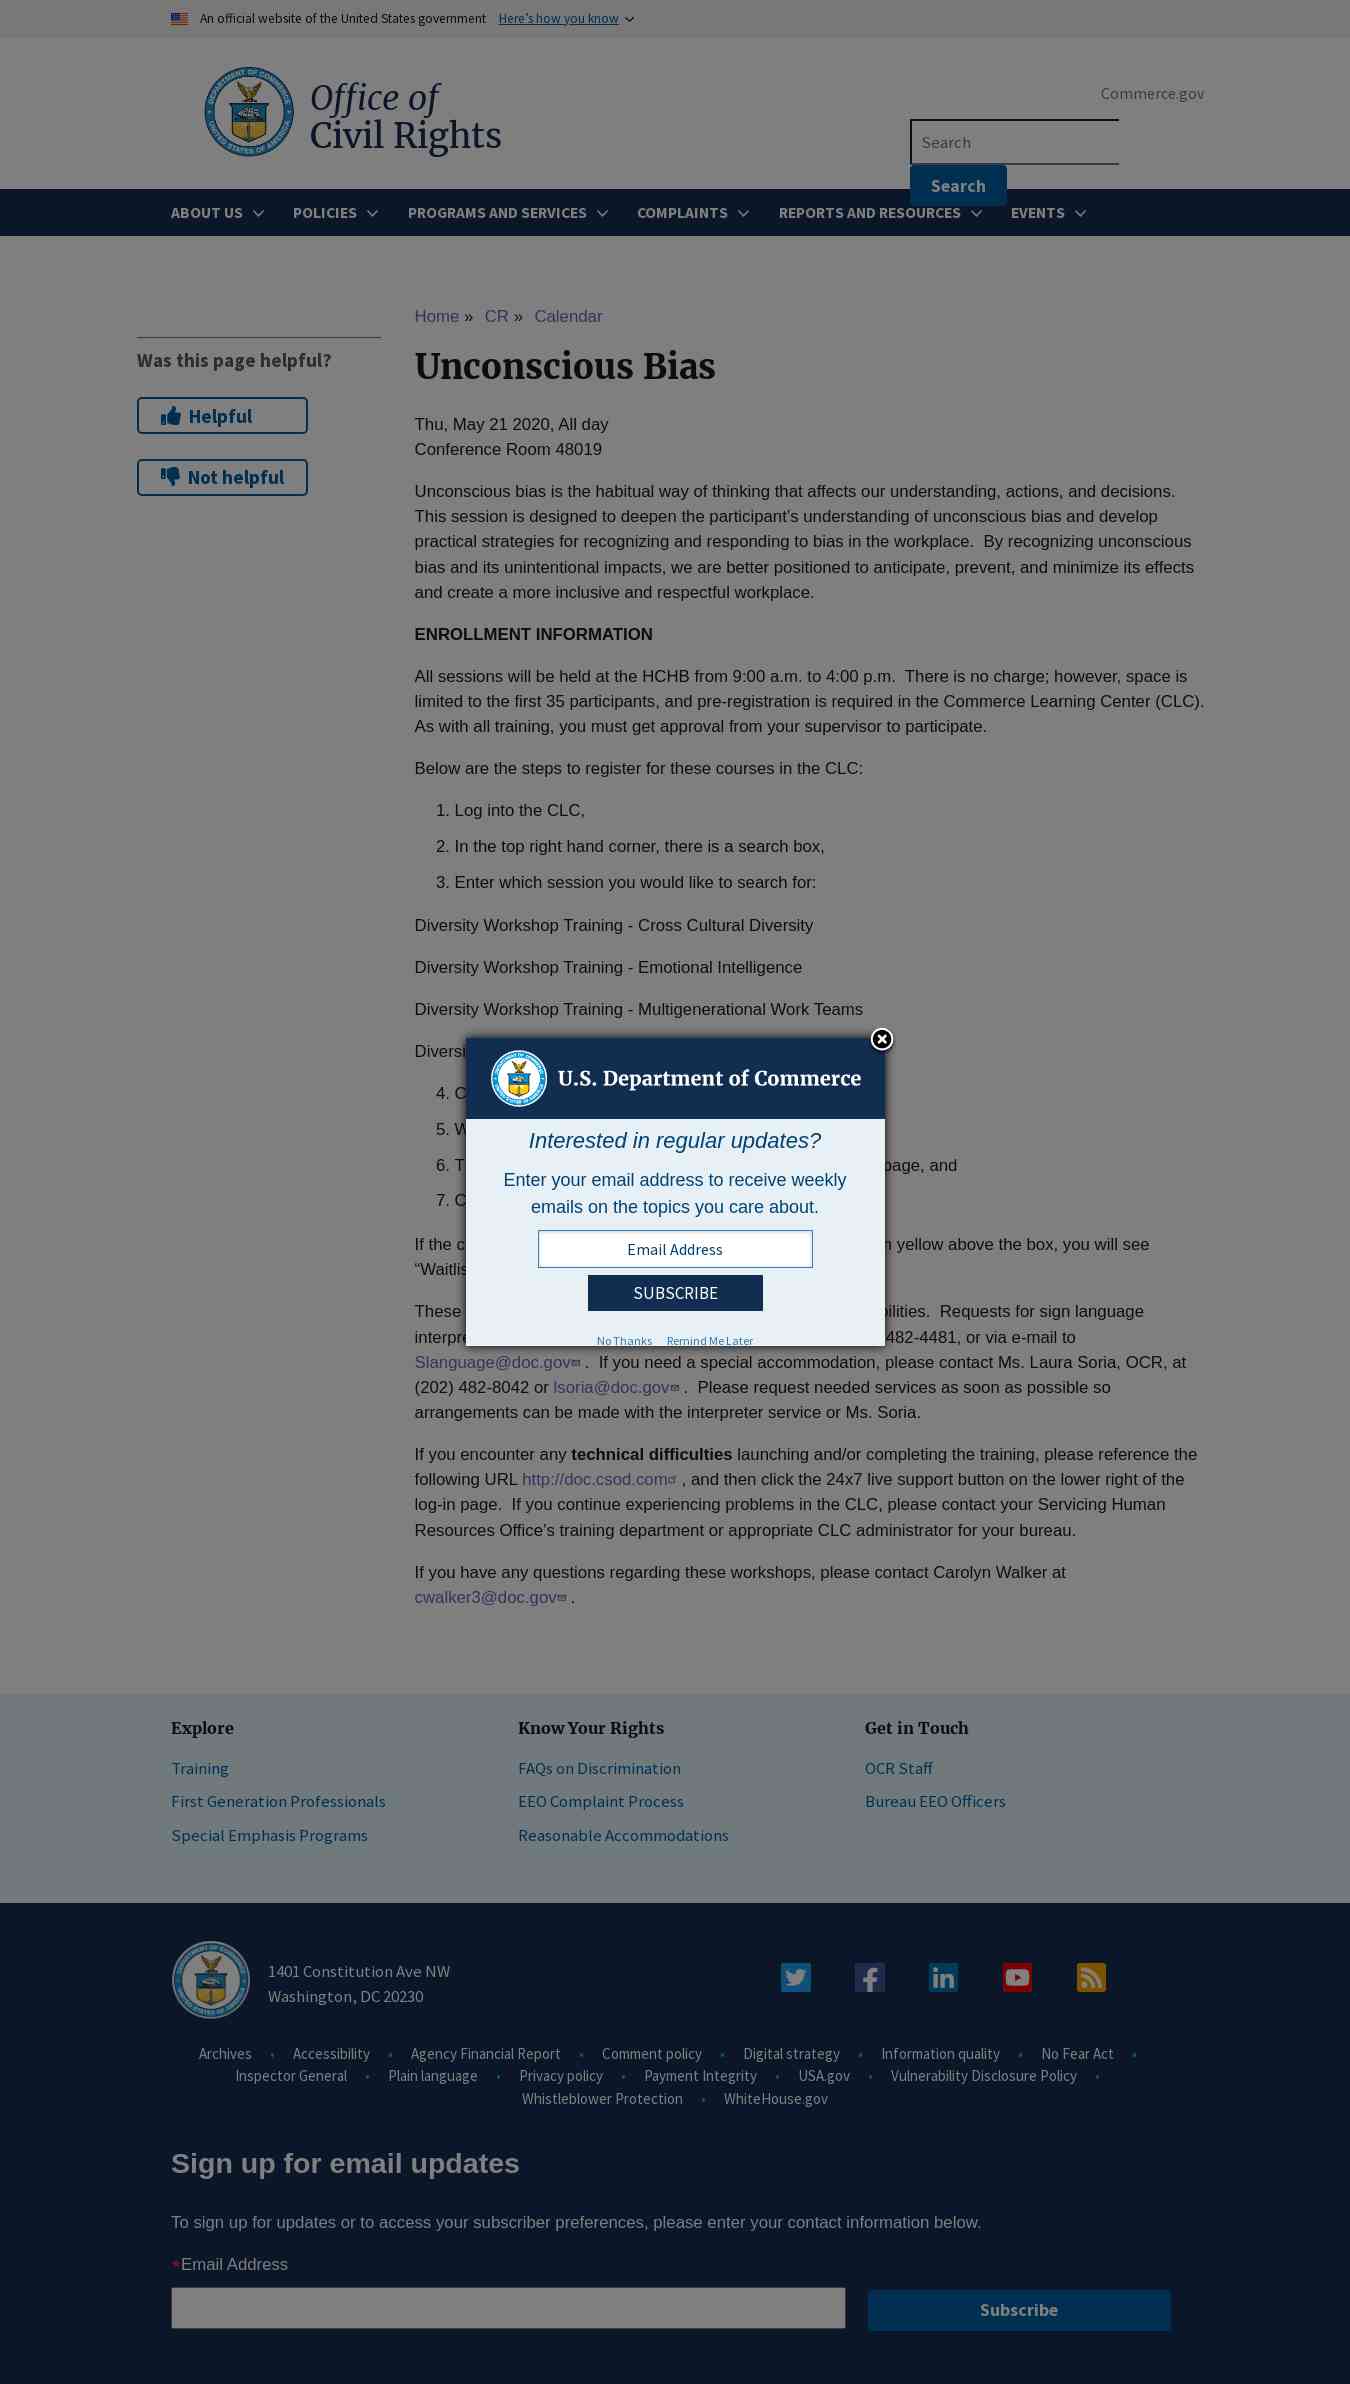 An official website of the United States government Here's how you know
Office of
Civil Rights
Commerce.gov
Search
Search
ABOUT US POLICIES PROGRAMS AND SERVICES COMPLAINTS REPORTS AND RESOURCES EVENTS
Home » CR » Calendar
Was this page helpful?
Helpful
Not helpful
Unconscious Bias
Thu, May 21 2020, All day
Conference Room 48019
Unconscious bias is the habitual way of thinking that affects our understanding, actions, and decisions.
This session is designed to deepen the participant's understanding of unconscious bias and develop
practical strategies for recognizing and responding to bias in the workplace.  By recognizing unconscious
bias and its unintentional impacts, we are better positioned to anticipate, prevent, and minimize its effects
and create a more inclusive and respectful workplace.
ENROLLMENT INFORMATION
All sessions will be held at the HCHB from 9:00 a.m. to 4:00 p.m.  There is no charge; however, space is
limited to the first 35 participants, and pre-registration is required in the Commerce Learning Center (CLC).
As with all training, you must get approval from your supervisor to participate.
Below are the steps to register for these courses in the CLC:
1. Log into the CLC,
2. In the top right hand corner, there is a search box,
3. Enter which session you would like to search for:
Diversity Workshop Training - Cross Cultural Diversity
Diversity Workshop Training - Emotional Intelligence
Diversity Workshop Training - Multigenerational Work Teams
Diversi
4. C
5. W
6. T page, and
7. C
If the c n yellow above the box, you will see
“Waitlis
These bilities.  Requests for sign language
interpre 482-4481, or via e-mail to
Slanguage@doc.gov .  If you need a special accommodation, please contact Ms. Laura Soria, OCR, at
(202) 482-8042 or lsoria@doc.gov .  Please request needed services as soon as possible so
arrangements can be made with the interpreter service or Ms. Soria.
If you encounter any technical difficulties launching and/or completing the training, please reference the
following URL http://doc.csod.com , and then click the 24x7 live support button on the lower right of the
log-in page.  If you continue experiencing problems in the CLC, please contact your Servicing Human
Resources Office's training department or appropriate CLC administrator for your bureau.
If you have any questions regarding these workshops, please contact Carolyn Walker at
cwalker3@doc.gov .
U.S. Department of Commerce
Interested in regular updates?
Enter your email address to receive weekly
emails on the topics you care about.
Email Address
SUBSCRIBE
No Thanks Remind Me Later
Explore
Training
First Generation Professionals
Special Emphasis Programs
Know Your Rights
FAQs on Discrimination
EEO Complaint Process
Reasonable Accommodations
Get in Touch
OCR Staff
Bureau EEO Officers
1401 Constitution Ave NW
Washington, DC 20230
Archives • Accessibility • Agency Financial Report • Comment policy • Digital strategy • Information quality • No Fear Act •
Inspector General • Plain language • Privacy policy • Payment Integrity • USA.gov • Vulnerability Disclosure Policy •
Whistleblower Protection • WhiteHouse.gov
Sign up for email updates
To sign up for updates or to access your subscriber preferences, please enter your contact information below.
*Email Address
Subscribe